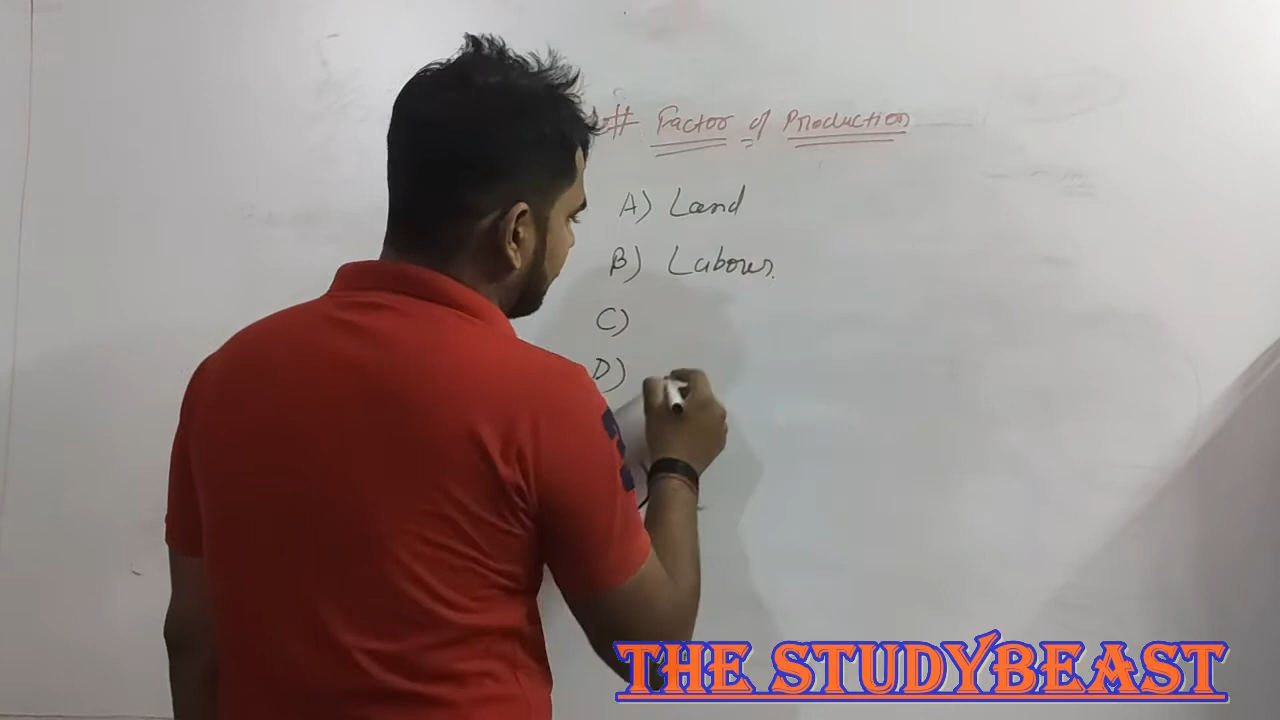 # Factor of Production
A) Land
B) Labour.
C)
D)
THE STUDYBEAST